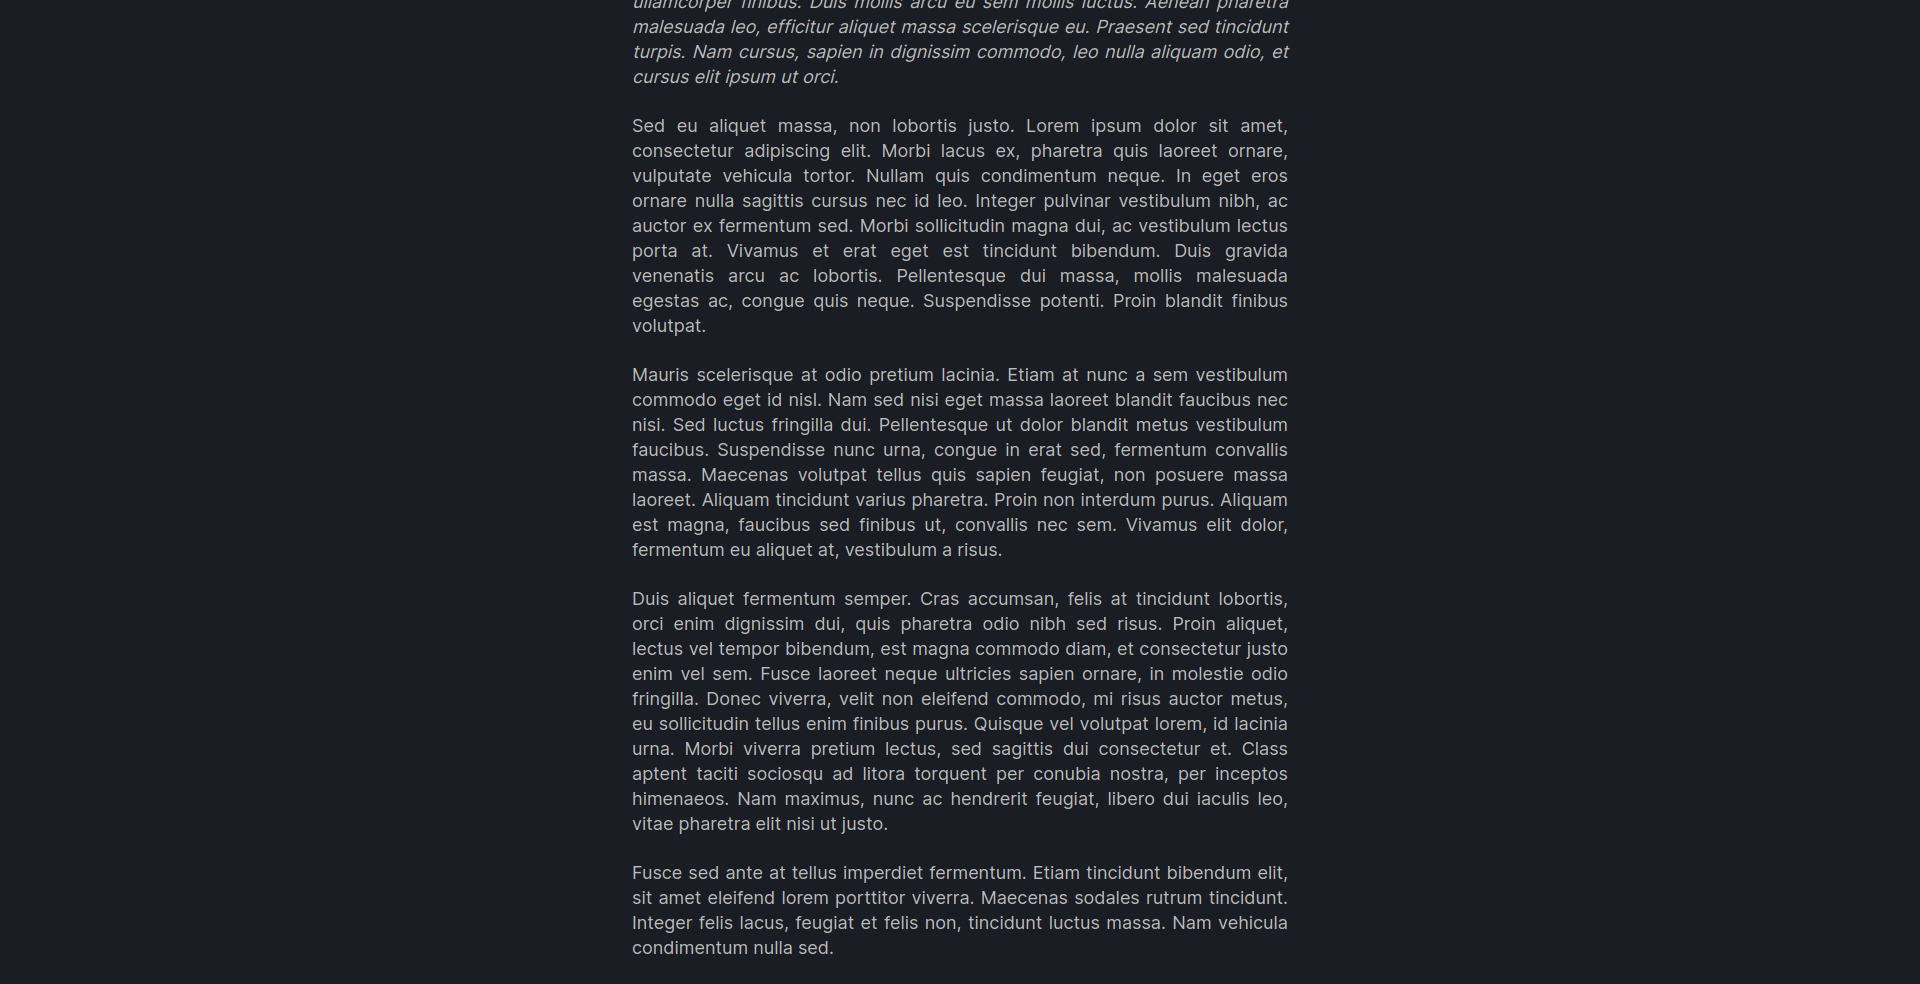 ullamcorper finibus. Duis mollis arcu eu sem mollis luctus. Aenean pharetra
malesuada leo, efficitur aliquet massa scelerisque eu. Praesent sed tincidunt
turpis. Nam cursus, sapien in dignissim commodo, leo nulla aliquam odio, et
cursus elit ipsum ut orci.
Sed eu aliquet massa, non lobortis justo. Lorem ipsum dolor sit amet,
consectetur adipiscing elit. Morbi lacus ex, pharetra quis laoreet ornare,
vulputate vehicula tortor. Nullam quis condimentum neque. In eget eros
ornare nulla sagittis cursus nec id leo. Integer pulvinar vestibulum nibh, ac
auctor ex fermentum sed. Morbi sollicitudin magna dui, ac vestibulum lectus
porta at. Vivamus et erat eget est tincidunt bibendum. Duis gravida
venenatis arcu ac lobortis. Pellentesque dui massa, mollis malesuada
egestas ac, congue quis neque. Suspendisse potenti. Proin blandit finibus
volutpat.
Mauris scelerisque at odio pretium lacinia. Etiam at nunc a sem vestibulum
commodo eget id nisl. Nam sed nisi eget massa laoreet blandit faucibus nec
nisi. Sed luctus fringilla dui. Pellentesque ut dolor blandit metus vestibulum
faucibus. Suspendisse nunc urna, congue in erat sed, fermentum convallis
massa. Maecenas volutpat tellus quis sapien feugiat, non posuere massa
laoreet. Aliquam tincidunt varius pharetra. Proin non interdum purus. Aliquam
est magna, faucibus sed finibus ut, convallis nec sem. Vivamus elit dolor,
fermentum eu aliquet at, vestibulum a risus.
Duis aliquet fermentum semper. Cras accumsan, felis at tincidunt lobortis,
orci enim dignissim dui, quis pharetra odio nibh sed risus. Proin aliquet,
lectus vel tempor bibendum, est magna commodo diam, et consectetur justo
enim vel sem. Fusce laoreet neque ultricies sapien ornare, in molestie odio
fringilla. Donec viverra, velit non eleifend commodo, mi risus auctor metus,
eu sollicitudin tellus enim finibus purus. Quisque vel volutpat lorem, id lacinia
urna. Morbi viverra pretium lectus, sed sagittis dui consectetur et. Class
aptent taciti sociosqu ad litora torquent per conubia nostra, per inceptos
himenaeos. Nam maximus, nunc ac hendrerit feugiat, libero dui iaculis leo,
vitae pharetra elit nisi ut justo.
Fusce sed ante at tellus imperdiet fermentum. Etiam tincidunt bibendum elit,
sit amet eleifend lorem porttitor viverra. Maecenas sodales rutrum tincidunt.
Integer felis lacus, feugiat et felis non, tincidunt luctus massa. Nam vehicula
condimentum nulla sed.